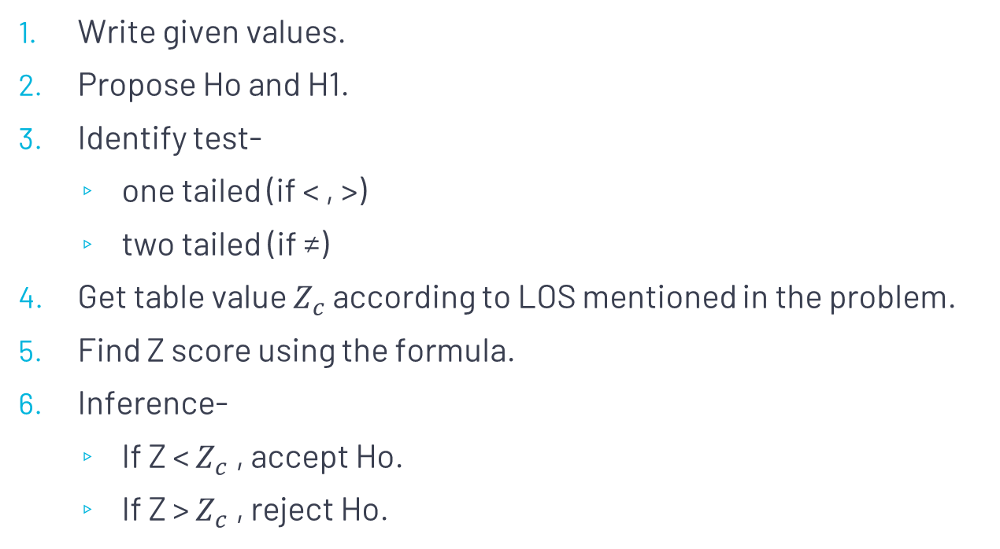 1. Write given values.
2. Propose Ho and H1.
3. Identify test-
▹ one tailed (if < , >)
▹ two tailed (if ≠)
4. Get table value Z_c according to LOS mentioned in the problem.
5. Find Z score using the formula.
6. Inference-
▹ If Z < Z_c , accept Ho.
▹ If Z > Z_c , reject Ho.